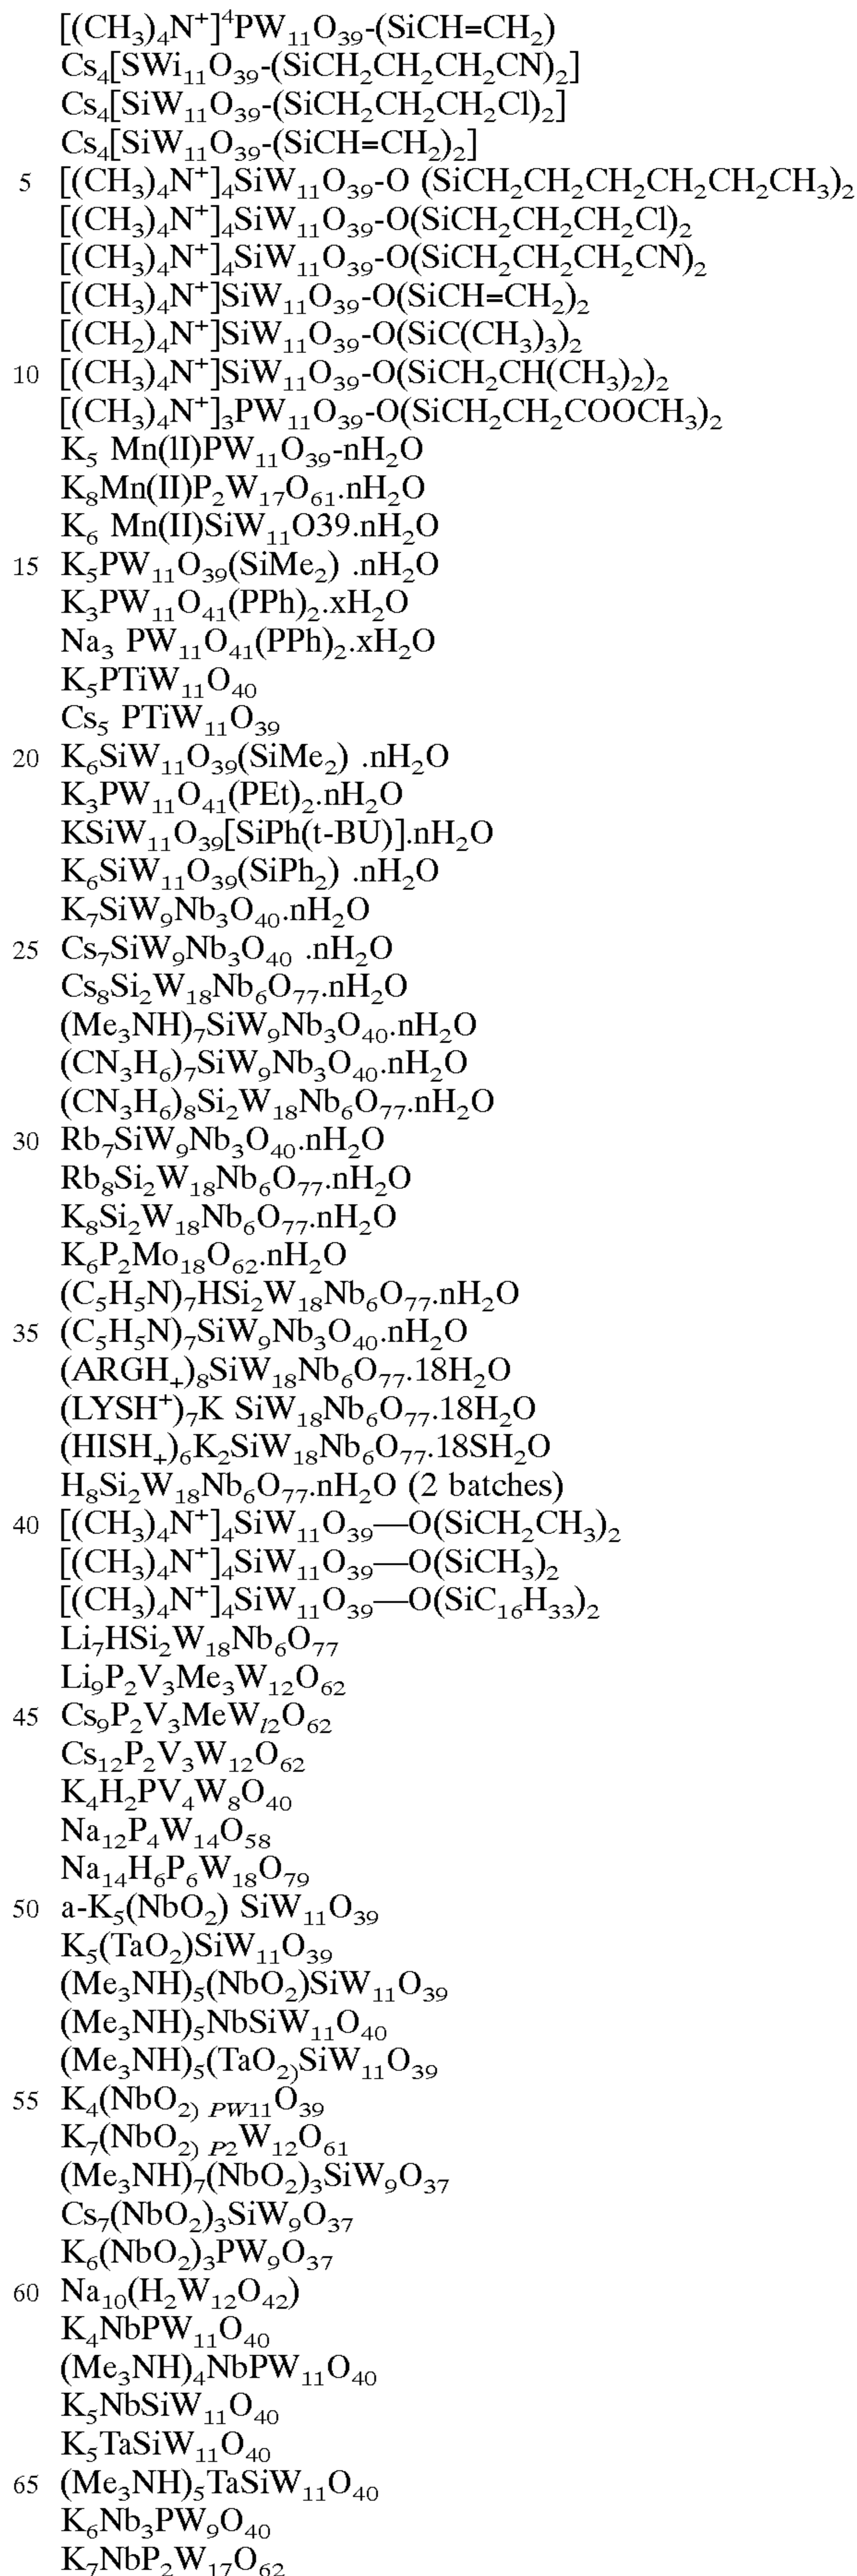 [(CH₃)₄N⁺]⁴PW₁₁O₃₉-(SiCH=CH₂)
Cs₄[SWi₁₁O₃₉-(SiCH₂CH₂CH₂CN)₂]
Cs₄[SiW₁₁O₃₉-(SiCH₂CH₂CH₂Cl)₂]
Cs₄[SiW₁₁O₃₉-(SiCH=CH₂)₂]
5 [(CH₃)₄N⁺]₄SiW₁₁O₃₉-O (SiCH₂CH₂CH₂CH₂CH₂CH₃)₂
[(CH₃)₄N⁺]₄SiW₁₁O₃₉-O(SiCH₂CH₂CH₂Cl)₂
[(CH₃)₄N⁺]₄SiW₁₁O₃₉-O(SiCH₂CH₂CH₂CN)₂
[(CH₃)₄N⁺]SiW₁₁O₃₉-O(SiCH=CH₂)₂
[(CH₂)₄N⁺]SiW₁₁O₃₉-O(SiC(CH₃)₃)₂
10 [(CH₃)₄N⁺]SiW₁₁O₃₉-O(SiCH₂CH(CH₃)₂)₂
[(CH₃)₄N⁺]₃PW₁₁O₃₉-O(SiCH₂CH₂COOCH₃)₂
K₅ Mn(lI)PW₁₁O₃₉-nH₂O
K₈Mn(II)P₂W₁₇O₆₁.nH₂O
K₆ Mn(II)SiW₁₁O39.nH₂O
15 K₅PW₁₁O₃₉(SiMe₂) .nH₂O
K₃PW₁₁O₄₁(PPh)₂.xH₂O
Na₃ PW₁₁O₄₁(PPh)₂.xH₂O
K₅PTiW₁₁O₄₀
Cs₅ PTiW₁₁O₃₉
20 K₆SiW₁₁O₃₉(SiMe₂) .nH₂O
K₃PW₁₁O₄₁(PEt)₂.nH₂O
KSiW₁₁O₃₉[SiPh(t-BU)].nH₂O
K₆SiW₁₁O₃₉(SiPh₂) .nH₂O
K₇SiW₉Nb₃O₄₀.nH₂O
25 Cs₇SiW₉Nb₃O₄₀ .nH₂O
Cs₈Si₂W₁₈Nb₆O₇₇.nH₂O
(Me₃NH)₇SiW₉Nb₃O₄₀.nH₂O
(CN₃H₆)₇SiW₉Nb₃O₄₀.nH₂O
(CN₃H₆)₈Si₂W₁₈Nb₆O₇₇.nH₂O
30 Rb₇SiW₉Nb₃O₄₀.nH₂O
Rb₈Si₂W₁₈Nb₆O₇₇.nH₂O
K₈Si₂W₁₈Nb₆O₇₇.nH₂O
K₆P₂Mo₁₈O₆₂.nH₂O
(C₅H₅N)₇HSi₂W₁₈Nb₆O₇₇.nH₂O
35 (C₅H₅N)₇SiW₉Nb₃O₄₀.nH₂O
(ARGH₊)₈SiW₁₈Nb₆O₇₇.18H₂O
(LYSH⁺)₇K SiW₁₈Nb₆O₇₇.18H₂O
(HISH₊)₆K₂SiW₁₈Nb₆O₇₇.18SH₂O
H₈Si₂W₁₈Nb₆O₇₇.nH₂O (2 batches)
40 [(CH₃)₄N⁺]₄SiW₁₁O₃₉—O(SiCH₂CH₃)₂
[(CH₃)₄N⁺]₄SiW₁₁O₃₉—O(SiCH₃)₂
[(CH₃)₄N⁺]₄SiW₁₁O₃₉—O(SiC₁₆H₃₃)₂
Li₇HSi₂W₁₈Nb₆O₇₇
Li₉P₂V₃Me₃W₁₂O₆₂
45 Cs₉P₂V₃MeWₗ₂O₆₂
Cs₁₂P₂V₃W₁₂O₆₂
K₄H₂PV₄W₈O₄₀
Na₁₂P₄W₁₄O₅₈
Na₁₄H₆P₆W₁₈O₇₉
50 a-K₅(NbO₂) SiW₁₁O₃₉
K₅(TaO₂)SiW₁₁O₃₉
(Me₃NH)₅(NbO₂)SiW₁₁O₃₉
(Me₃NH)₅NbSiW₁₁O₄₀
(Me₃NH)₅(TaO₂₎SiW₁₁O₃₉
55 K₄(NbO₂₎ PW11O₃₉
K₇(NbO₂₎ P2W₁₂O₆₁
(Me₃NH)₇(NbO₂)₃SiW₉O₃₇
Cs₇(NbO₂)₃SiW₉O₃₇
K₆(NbO₂)₃PW₉O₃₇
60 Na₁₀(H₂W₁₂O₄₂)
K₄NbPW₁₁O₄₀
(Me₃NH)₄NbPW₁₁O₄₀
K₅NbSiW₁₁O₄₀
K₅TaSiW₁₁O₄₀
65 (Me₃NH)₅TaSiW₁₁O₄₀
K₆Nb₃PW₉O₄₀
K₇NbP₂W₁₇O₆₂